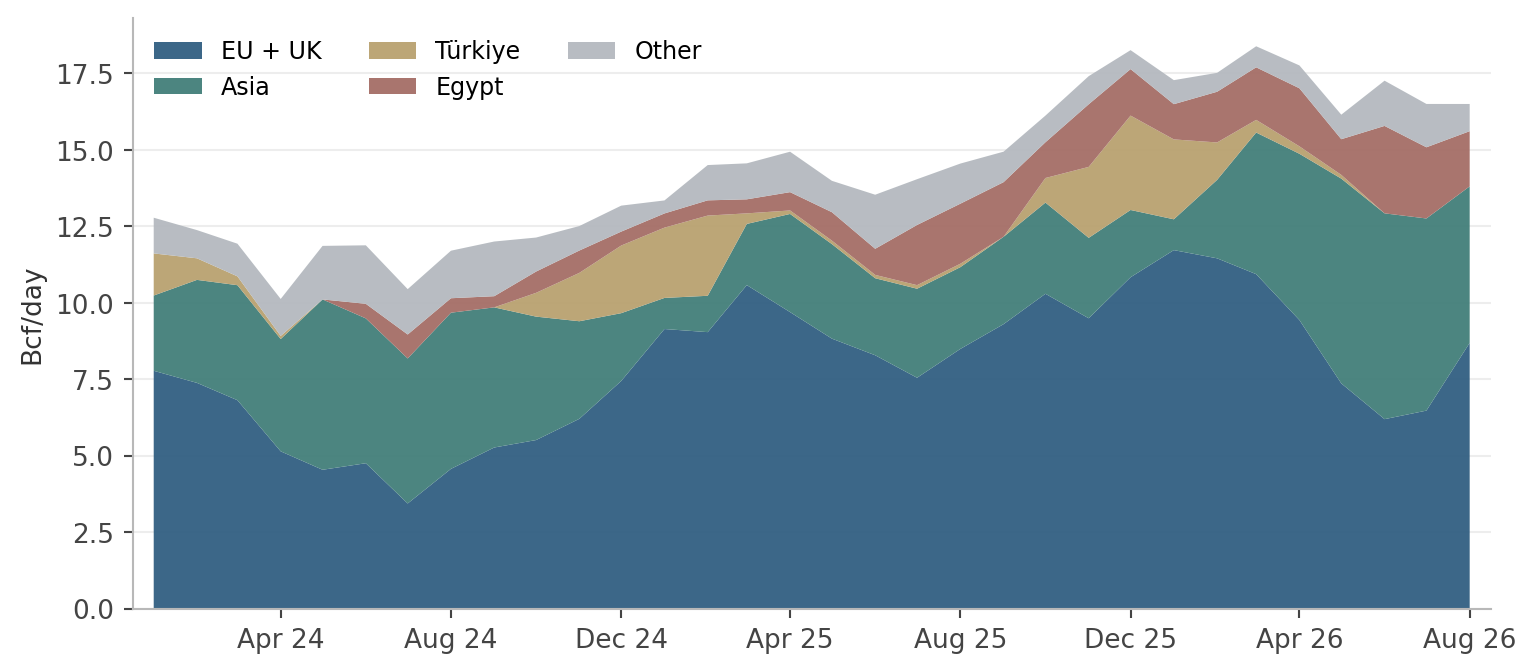 EU + UK
Asia
Türkiye
Egypt
Other
Bcf/day
17.5
15.0
12.5
10.0
7.5
5.0
2.5
0.0
Apr 24
Aug 24
Dec 24
Apr 25
Aug 25
Dec 25
Apr 26
Aug 26